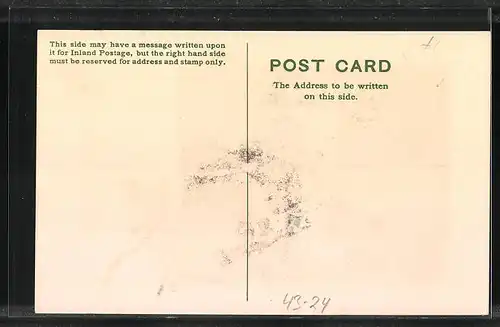 This side may have a message written upon
it for Inland Postage, but the right hand side
must be reserved for address and stamp only.
POST CARD
The Address to be written
on this side.
43-24